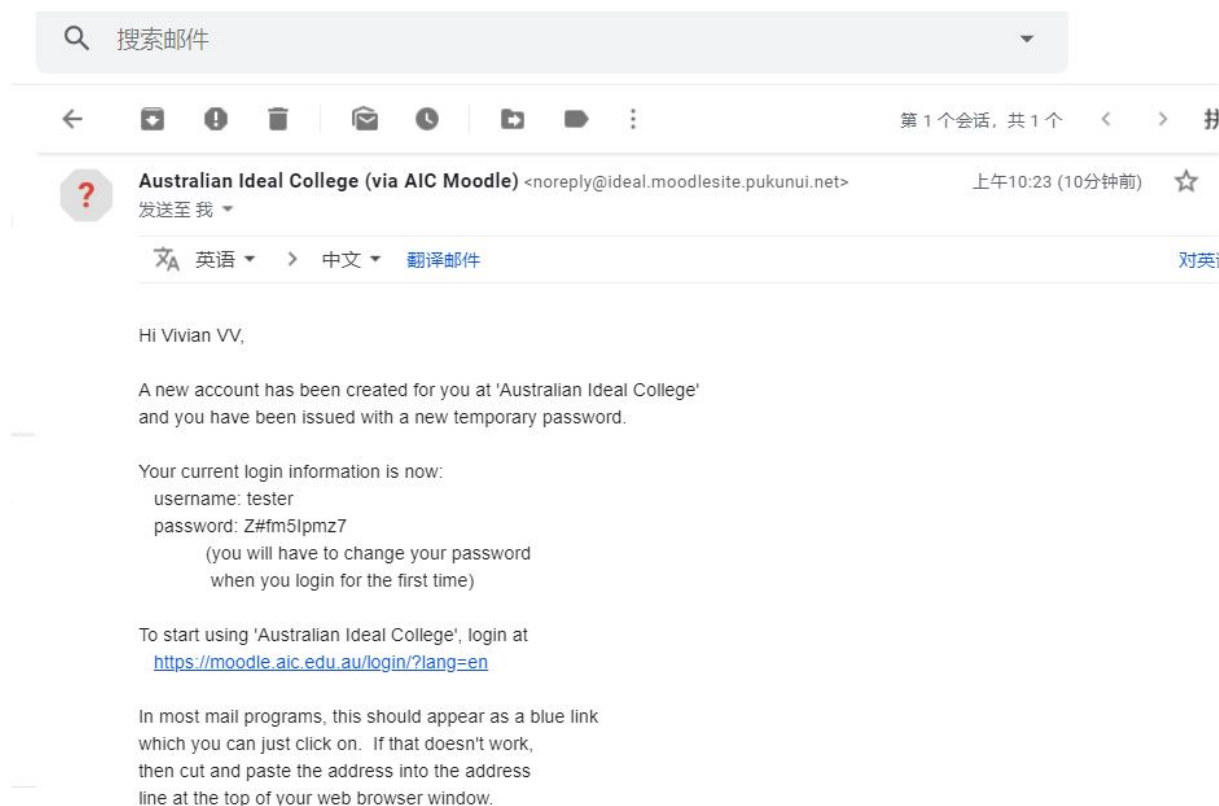 搜索邮件
第 1 个会话，共 1 个
Australian Ideal College (via AIC Moodle) <noreply@ideal.moodlesite.pukunui.net>
上午10:23 (10分钟前)
发送至 我
英语 > 中文 翻译邮件
Hi Vivian VV,
A new account has been created for you at 'Australian Ideal College'
and you have been issued with a new temporary password.
Your current login information is now:
username: tester
password: Z#fm5Ipmz7
(you will have to change your password
when you login for the first time)
To start using 'Australian Ideal College', login at
https://moodle.aic.edu.au/login/?lang=en
In most mail programs, this should appear as a blue link
which you can just click on. If that doesn't work,
then cut and paste the address into the address
line at the top of your web browser window.